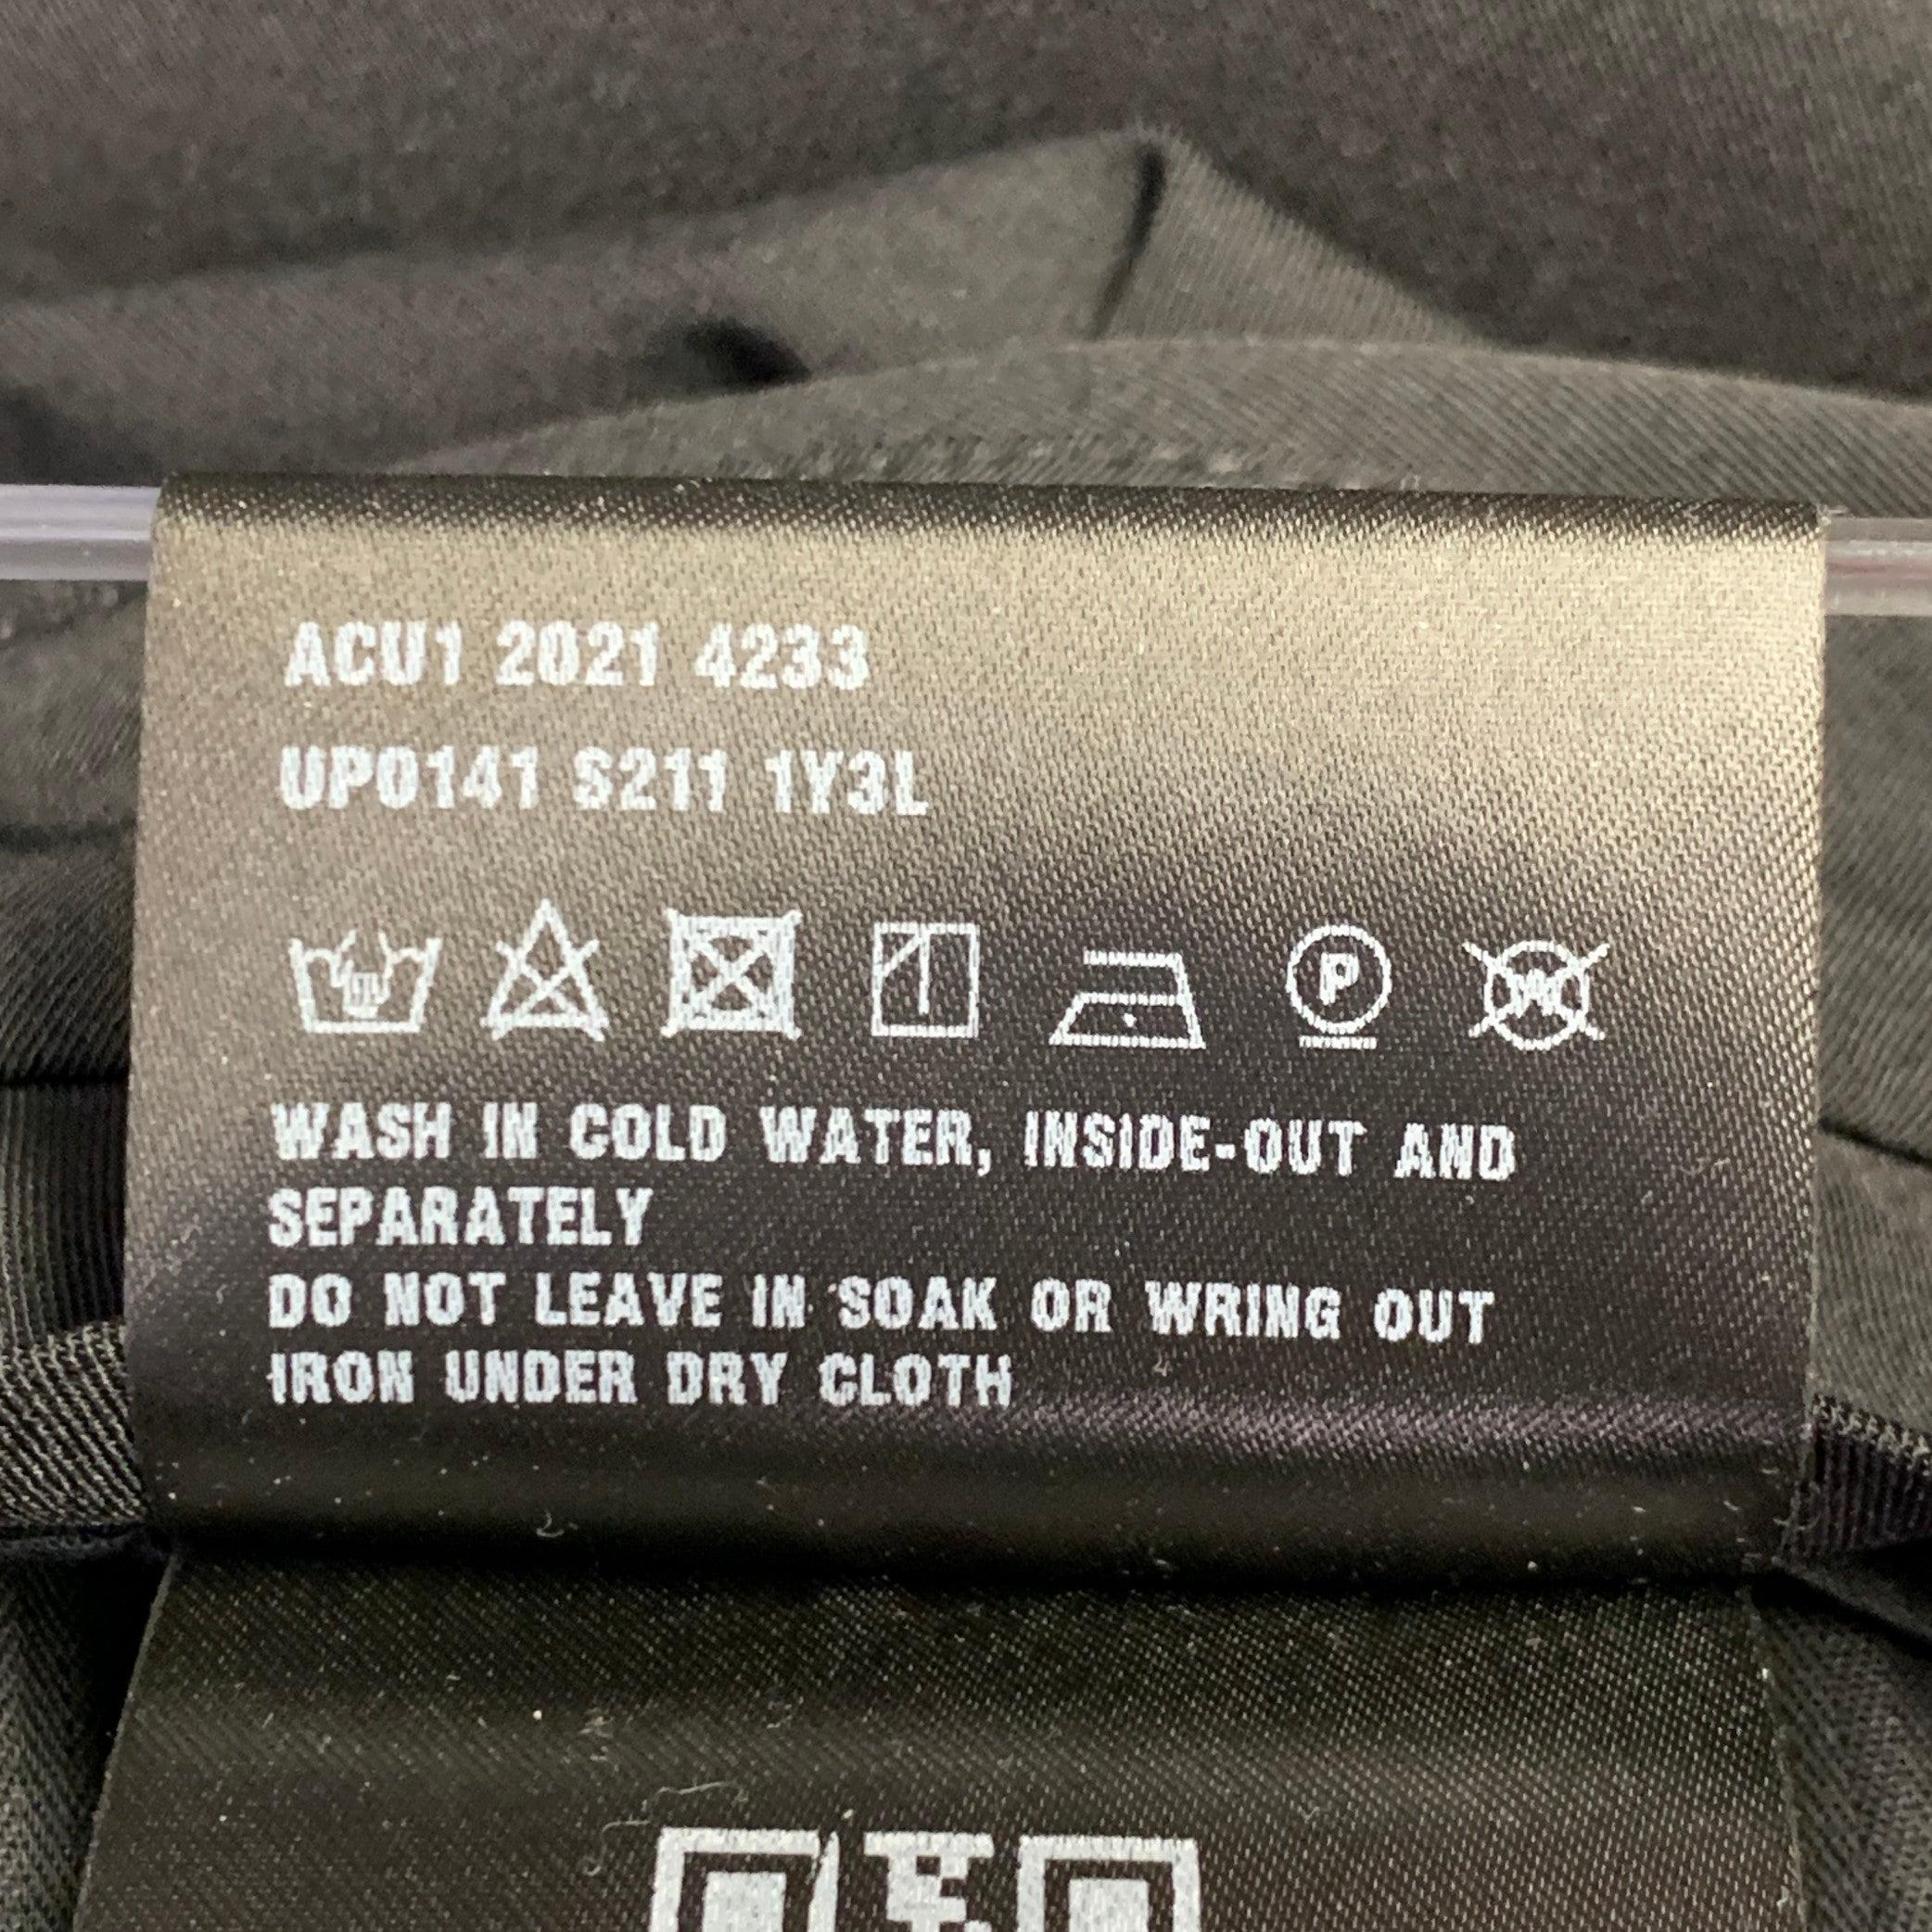 ACU1 2021 4233
UP0141 S211 1Y3L
P
WASH IN COLD WATER, INSIDE-OUT AND
SEPARATELY
DO NOT LEAVE IN SOAK OR WRING OUT
IRON UNDER DRY CLOTH